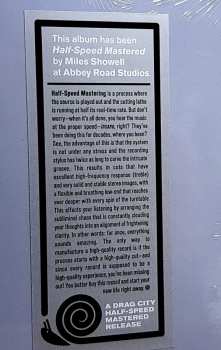 This album has been
Half-Speed Mastered
by Miles Showell
at Abbey Road Studios.
Half-Speed Mastering is a process where
the source is played out and the cutting lathe
is running at half its real-time rate. But don't
worry—when it's all done, you hear the music
at the proper speed—insane, right? They've
been doing this for decades, where you been?
See, the advantage of this is that the system
is not under any stress and the recording
stylus has twice as long to carve the intricate
groove. This results in cuts that have
excellent high-frequency response (treble)
and very solid and stable stereo images, with
a flexible and breathing low end that reaches
ever deeper with every spin of the turntable.
This affects your listening by arranging the
subliminal chaos that is constantly clouding
your thoughts into an alignment of frightening
clarity. In other words: for once, everything
sounds amazing. The only way to
manufacture a high-quality record is if the
process starts with a high-quality cut—and
since every record is supposed to be a
high-quality experience, you've been missing
out! You better buy this record and start your
new life right away.
A DRAG CITY
HALF-SPEED
MASTERED
RELEASE